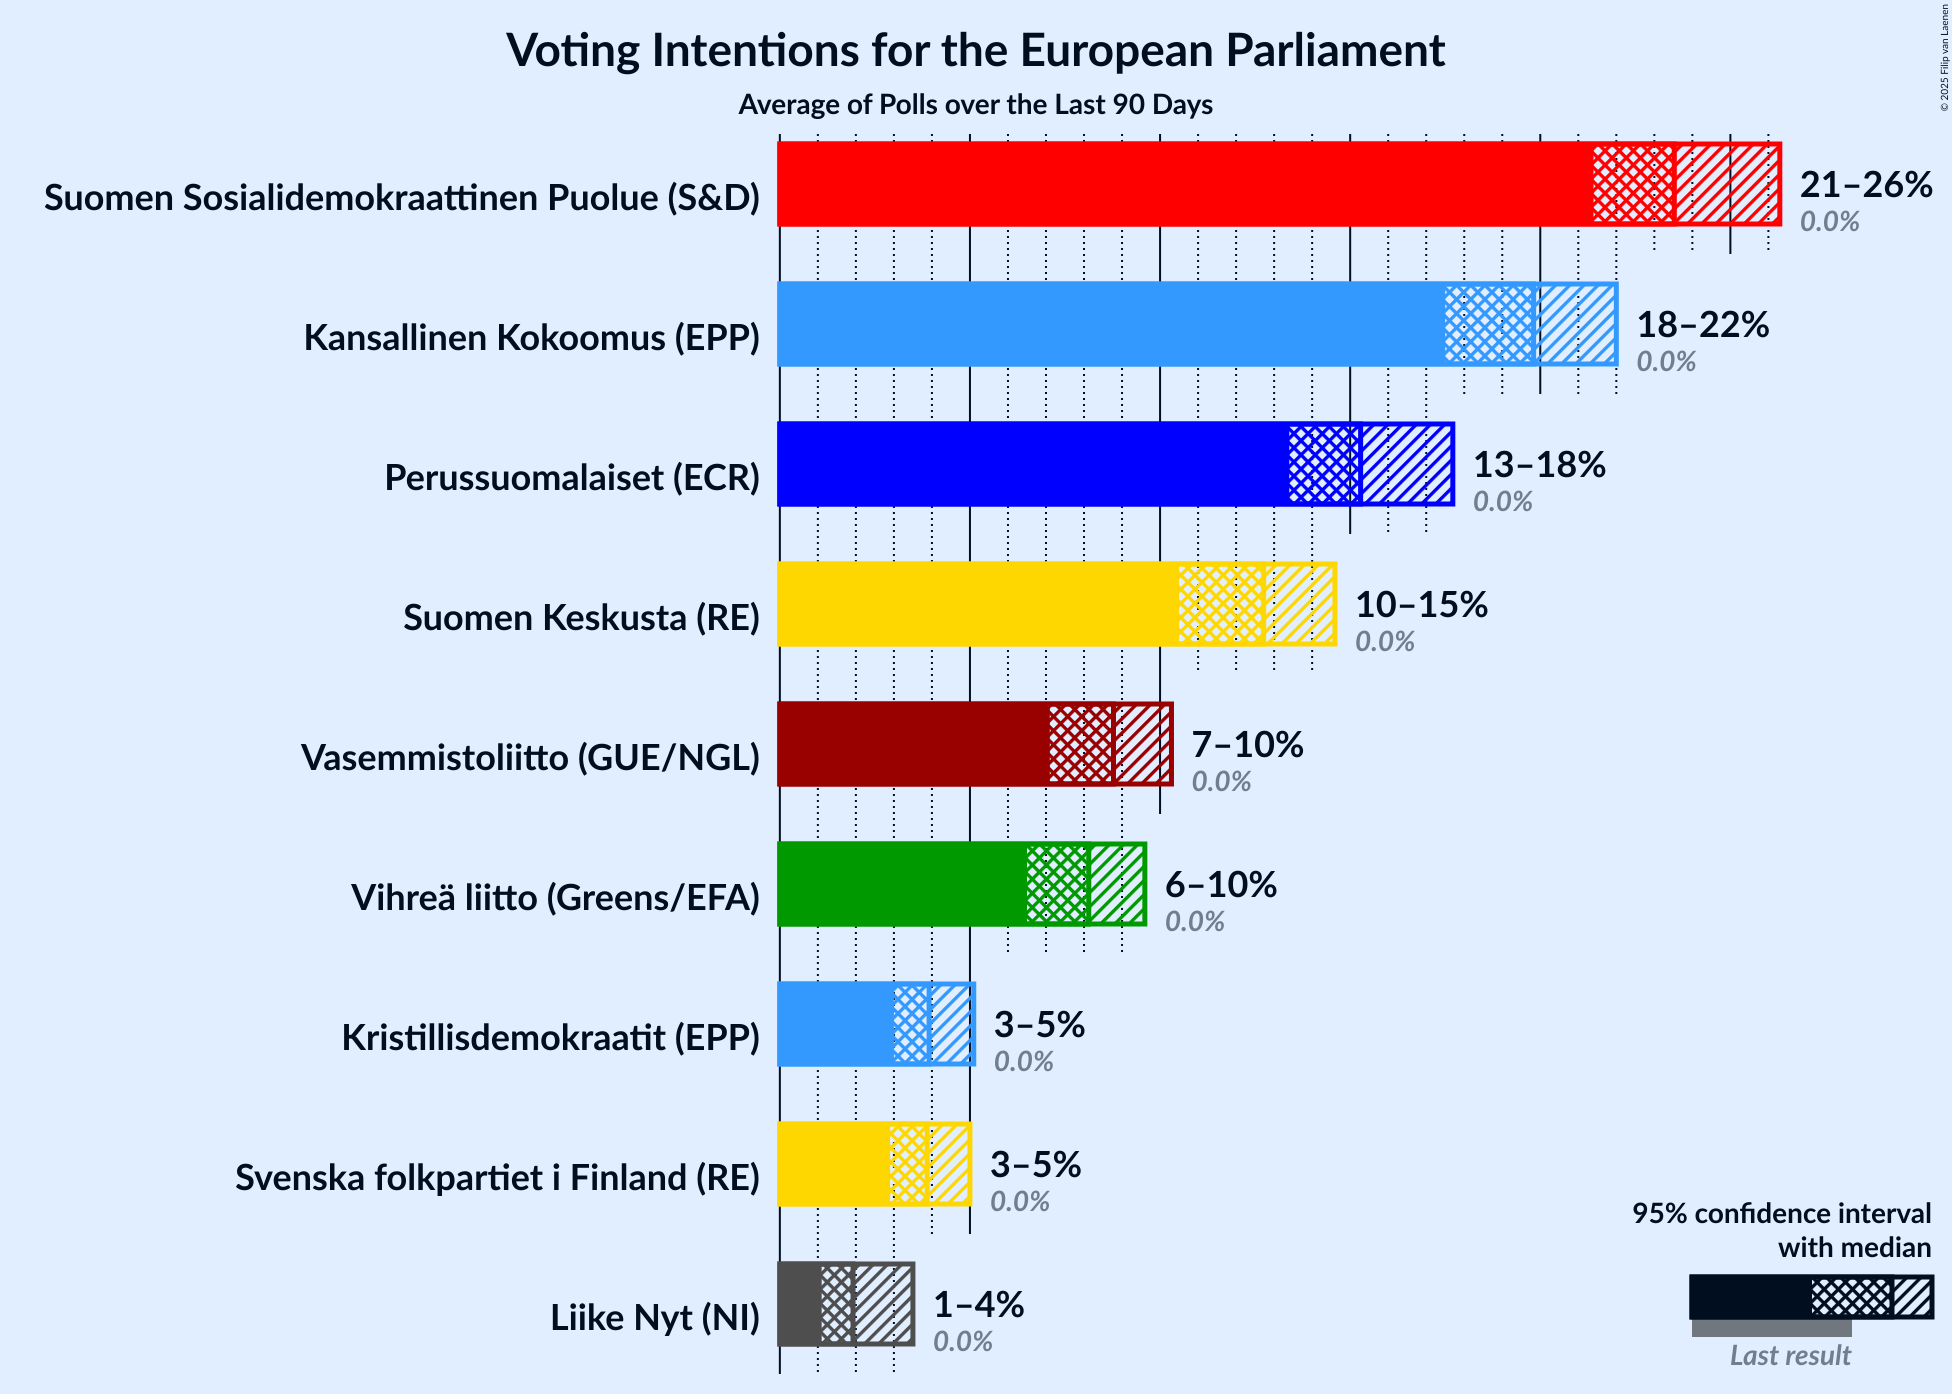 Voting Intentions for the European Parliament
Average of Polls over the Last 90 Days
© 2025 Filip van Laenen
Suomen Sosialidemokraattinen Puolue (S&D)
21–26%
0.0%
Kansallinen Kokoomus (EPP)
18–22%
0.0%
Perussuomalaiset (ECR)
13–18%
0.0%
Suomen Keskusta (RE)
10–15%
0.0%
Vasemmistoliitto (GUE/NGL)
7–10%
0.0%
Vihreä liitto (Greens/EFA)
6–10%
0.0%
Kristillisdemokraatit (EPP)
3–5%
0.0%
Svenska folkpartiet i Finland (RE)
3–5%
0.0%
Liike Nyt (NI)
1–4%
0.0%
95% confidence interval
with median
Last result